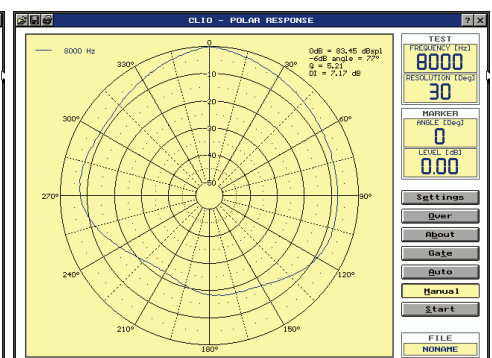 CLIO - POLAR RESPONSE
8000 Hz
0dB = 83.45 dBspl
-6dB angle = 77°
Q = 5.21
DI = 7.17 dB
0
330°
30°
-10
300°
60°
-20
-30
-40
-50
270°
90°
240°
120°
210°
150°
180°
TEST
FREQUENCY [Hz]
8000
RESOLUTION [Deg]
30
MARKER
ANGLE [Deg]
0
LEVEL [dB]
0.00
Settings
Over
About
Gate
Auto
Manual
Start
FILE
NONAME